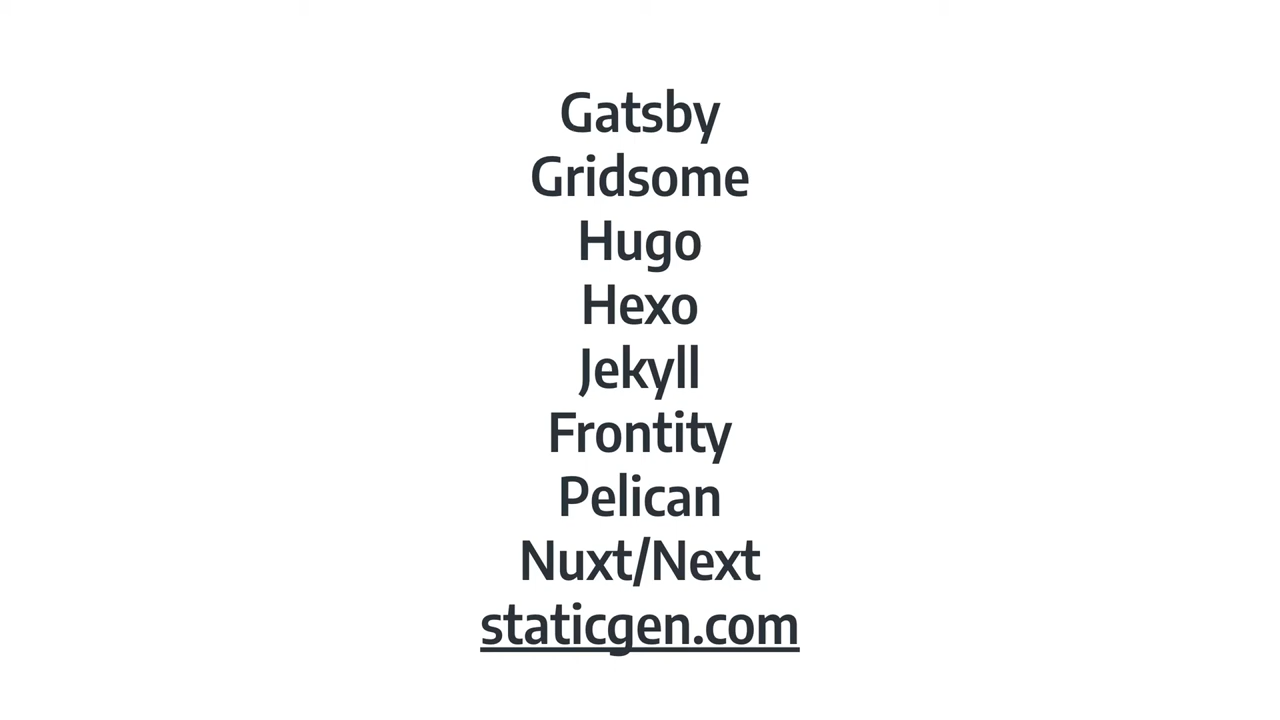 Gatsby
Gridsome
Hugo
Hexo
Jekyll
Frontity
Pelican
Nuxt/Next
staticgen.com